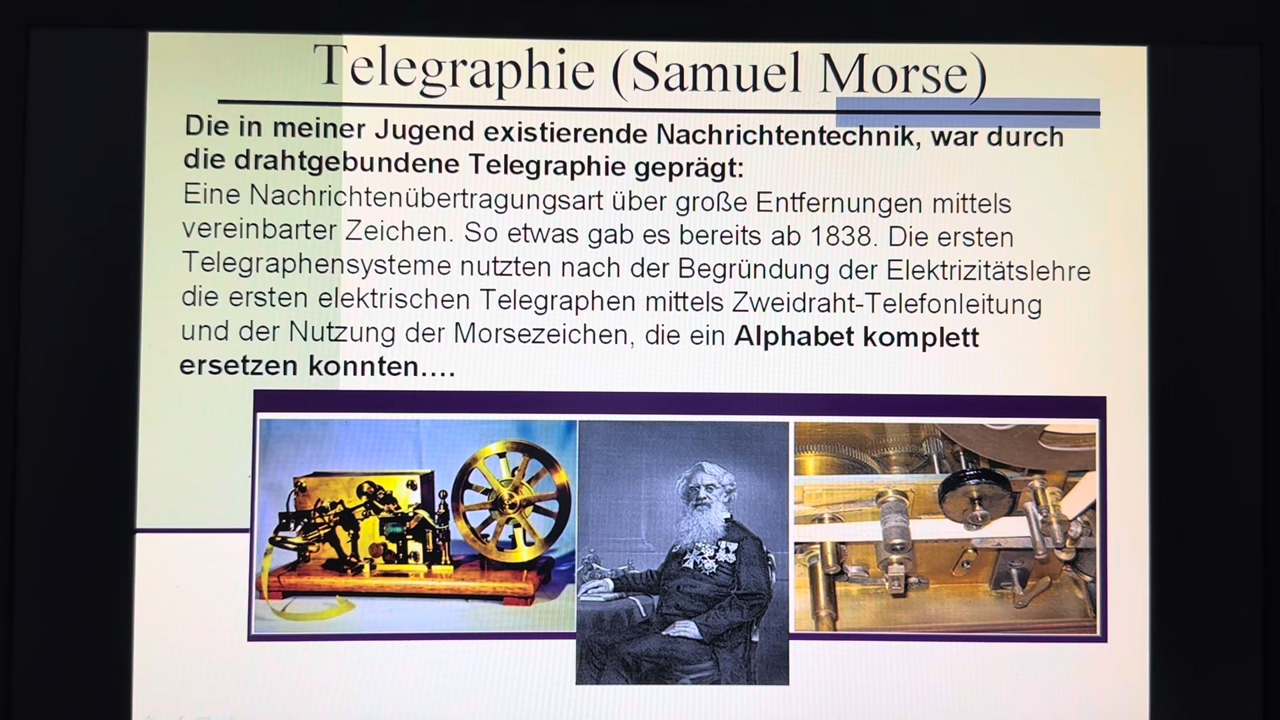 Telegraphie (Samuel Morse)
Die in meiner Jugend existierende Nachrichtentechnik, war durch
die drahtgebundene Telegraphie geprägt:
Eine Nachrichtenübertragungsart über große Entfernungen mittels
vereinbarter Zeichen. So etwas gab es bereits ab 1838. Die ersten
Telegraphensysteme nutzten nach der Begründung der Elektrizitätslehre
die ersten elektrischen Telegraphen mittels Zweidraht-Telefonleitung
und der Nutzung der Morsezeichen, die ein Alphabet komplett
ersetzen konnten....